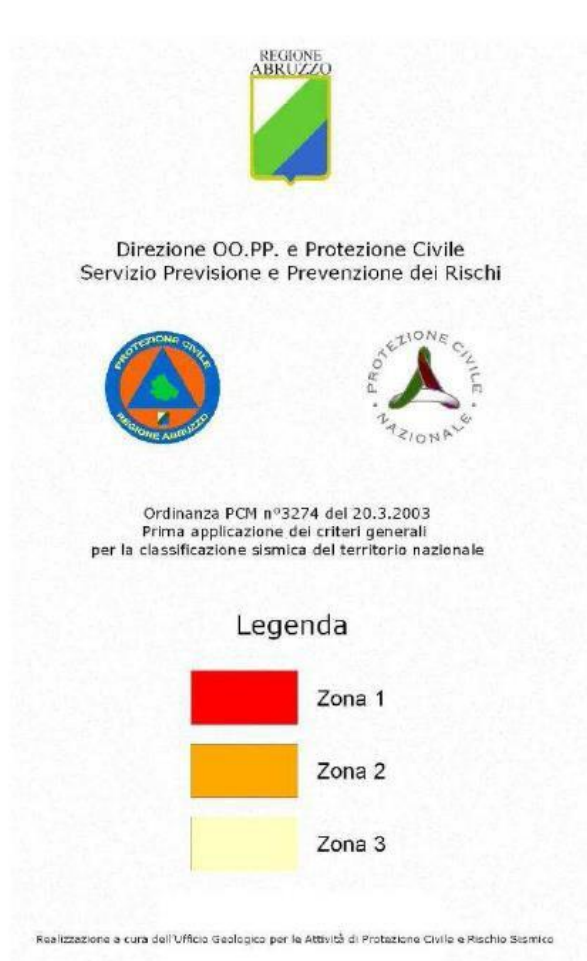 REGIONE
ABRUZZO
Direzione OO.PP. e Protezione Civile
Servizio Previsione e Prevenzione dei Rischi
PROTEZIONE CIVILE
REGIONE ABRUZZO
PROTEZIONE CIVILE
NAZIONALE
Ordinanza PCM nº3274 del 20.3.2003
Prima applicazione dei criteri generali
per la classificazione sismica del territorio nazionale
Legenda
Zona 1
Zona 2
Zona 3
Realizzazione a cura dell'Ufficio Geologico per le Attività di Protezione Civile e Rischio Sismico